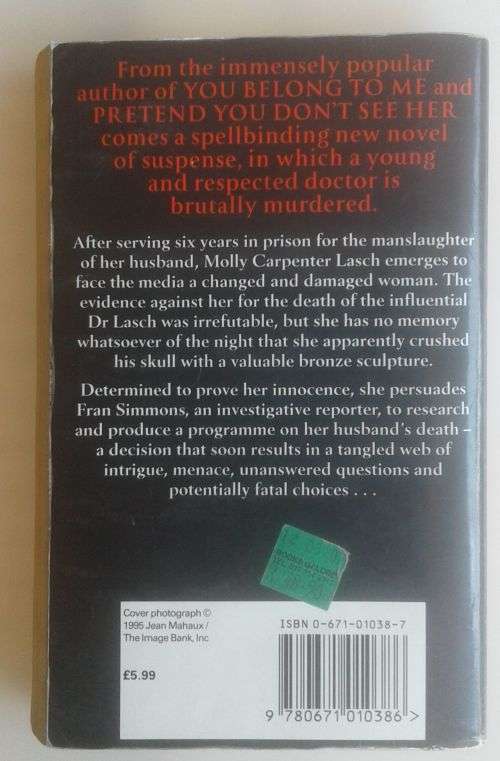 From the immensely popular
author of YOU BELONG TO ME and
PRETEND YOU DON'T SEE HER
comes a spellbinding new novel
of suspense, in which a young
and respected doctor is
brutally murdered.
After serving six years in prison for the manslaughter
of her husband, Molly Carpenter Lasch emerges to
face the media a changed and damaged woman. The
evidence against her for the death of the influential
Dr Lasch was irrefutable, but she has no memory
whatsoever of the night that she apparently crushed
his skull with a valuable bronze sculpture.
Determined to prove her innocence, she persuades
Fran Simmons, an investigative reporter, to research
and produce a programme on her husband's death –
a decision that soon results in a tangled web of
intrigue, menace, unanswered questions and
potentially fatal choices . . .
Cover photograph ©
1995 Jean Mahaux /
The Image Bank, Inc
£5.99
ISBN 0-671-01038-7
9 780671 010386 >